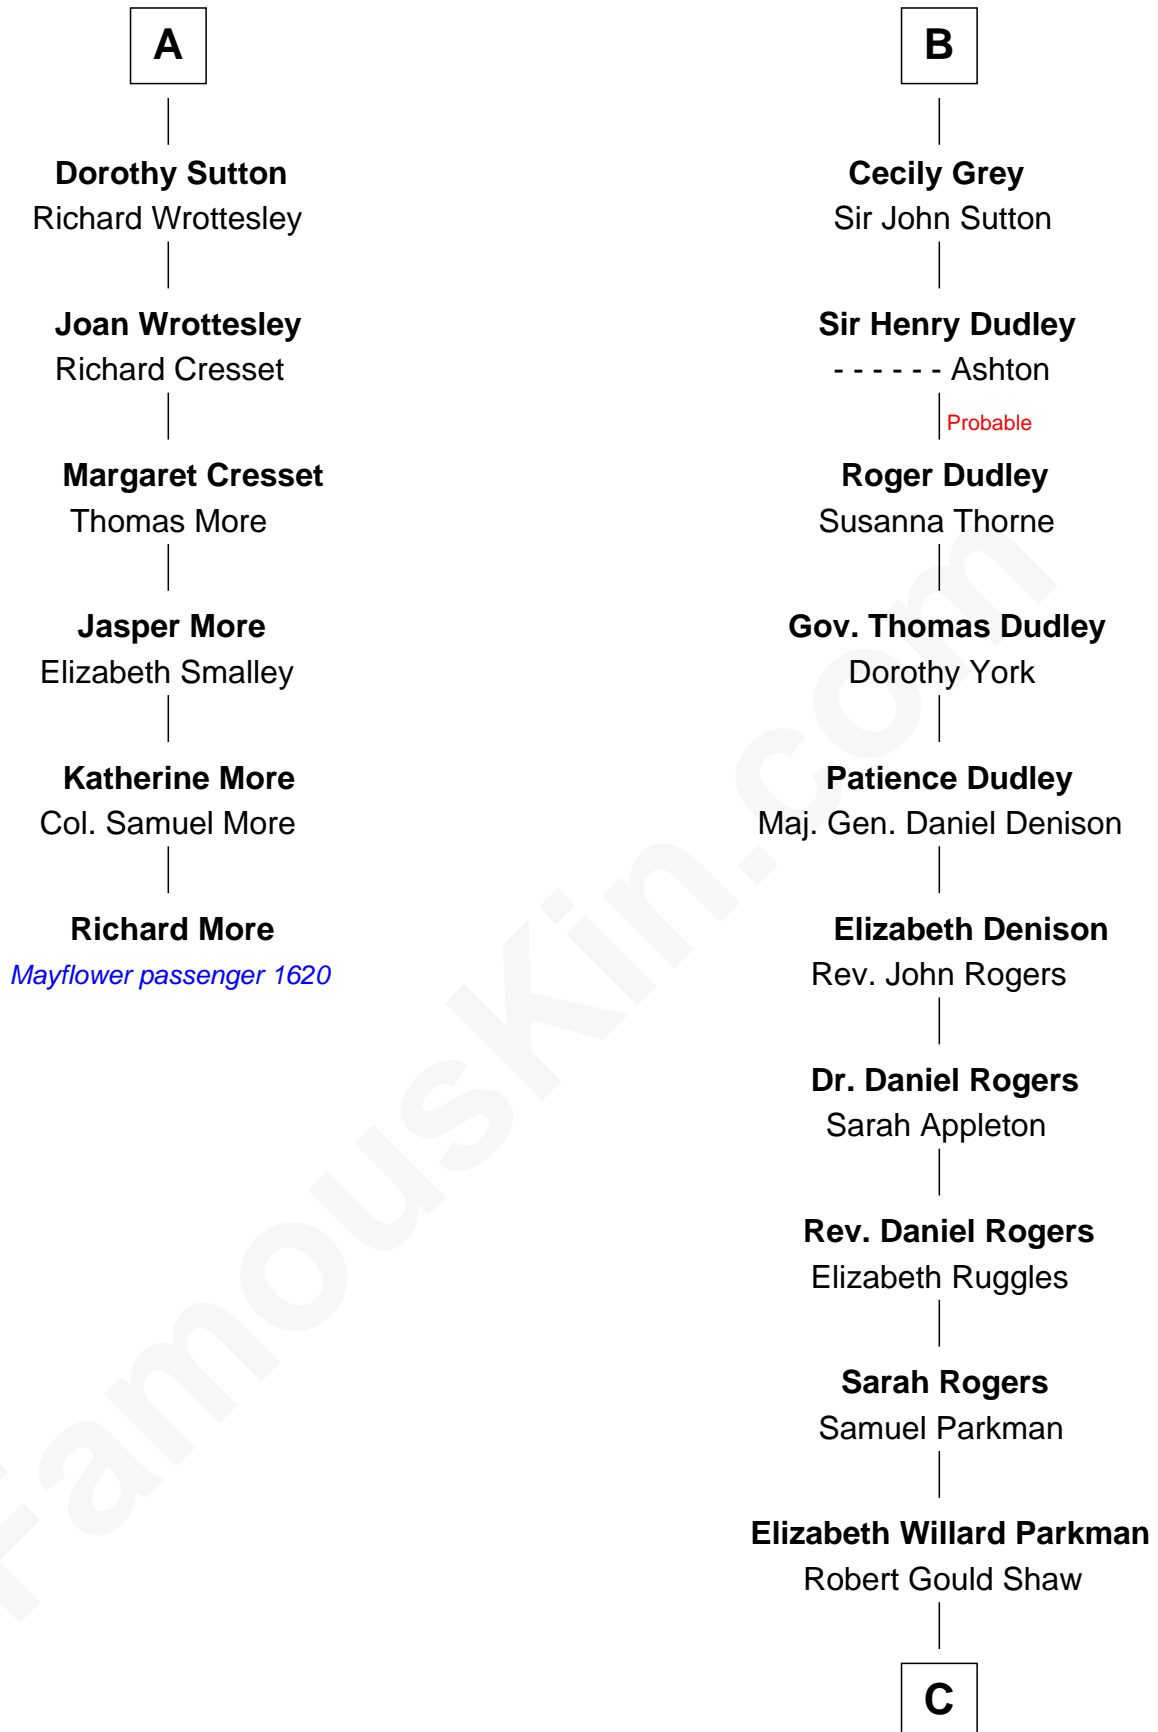 A
Dorothy Sutton
Richard Wrottesley
Joan Wrottesley
Richard Cresset
Margaret Cresset
Thomas More
Jasper More
Elizabeth Smalley
Katherine More
Col. Samuel More
Richard More
Mayflower passenger 1620
B
Cecily Grey
Sir John Sutton
Sir Henry Dudley
- - - - - - Ashton
Probable
Roger Dudley
Susanna Thorne
Gov. Thomas Dudley
Dorothy York
Patience Dudley
Maj. Gen. Daniel Denison
Elizabeth Denison
Rev. John Rogers
Dr. Daniel Rogers
Sarah Appleton
Rev. Daniel Rogers
Elizabeth Ruggles
Sarah Rogers
Samuel Parkman
Elizabeth Willard Parkman
Robert Gould Shaw
C
FamousKin.com